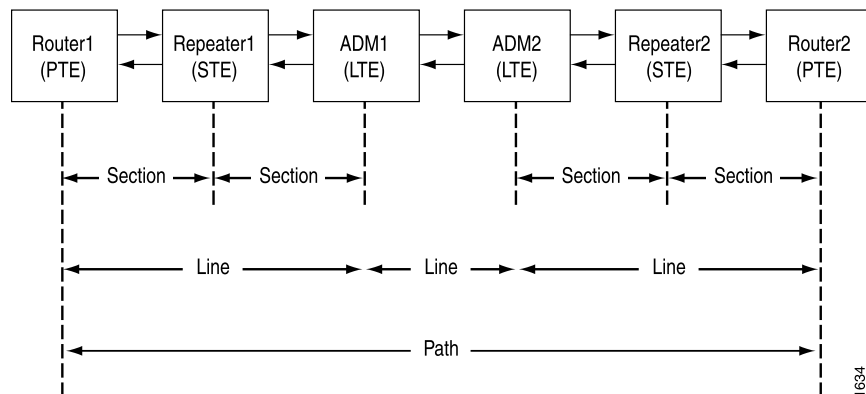 Router1
(PTE)
Repeater1
(STE)
ADM1
(LTE)
ADM2
(LTE)
Repeater2
(STE)
Router2
(PTE)
Section
Section
Section
Section
Line
Line
Line
Path
1634